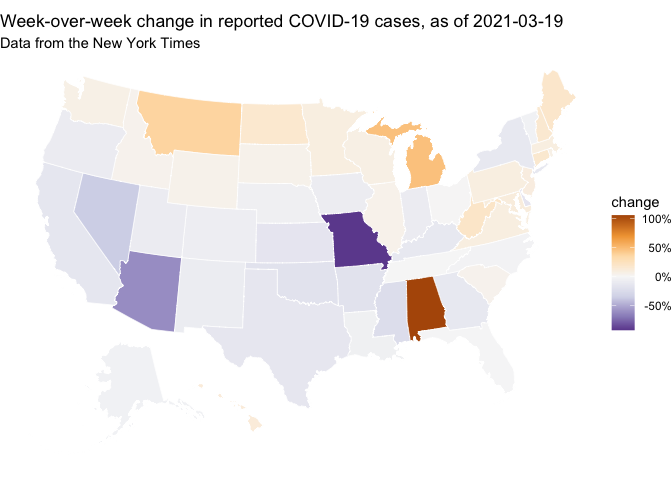 Week-over-week change in reported COVID-19 cases, as of 2021-03-19
Data from the New York Times
change
100%
50%
0%
-50%